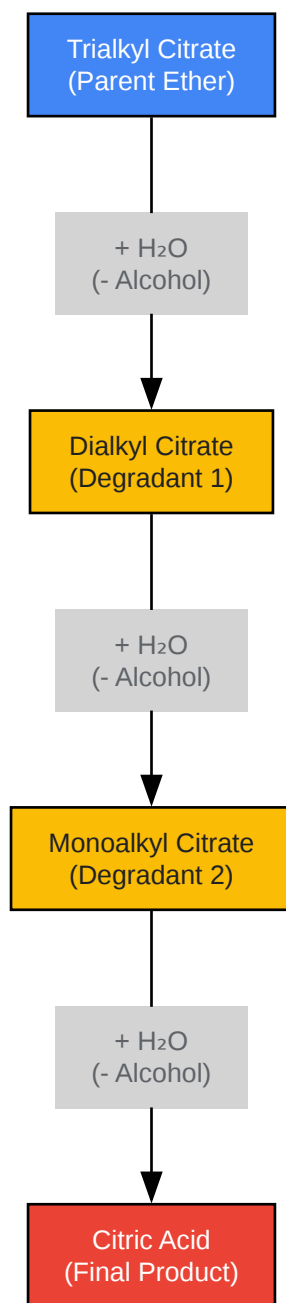 Trialkyl Citrate
(Parent Ether)
+ H₂O
(- Alcohol)
Dialkyl Citrate
(Degradant 1)
+ H₂O
(- Alcohol)
Monoalkyl Citrate
(Degradant 2)
+ H₂O
(- Alcohol)
Citric Acid
(Final Product)